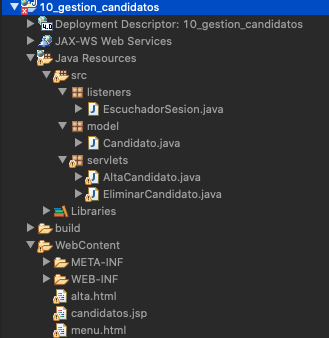 10_gestion_candidatos
Deployment Descriptor: 10_gestion_candidatos
JAX-WS Web Services
Java Resources
src
listeners
EscuchadorSesion.java
model
Candidato.java
servlets
AltaCandidato.java
EliminarCandidato.java
Libraries
build
WebContent
META-INF
WEB-INF
alta.html
candidatos.jsp
menu.html